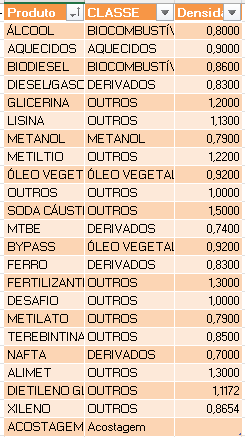 Produto CLASSE Densida
ÁLCOOL BIOCOMBUSTÍV 0,8000
AQUECIDOS AQUECIDOS 0,9000
BIODIESEL BIOCOMBUSTÍV 0,8600
DIESEL/GASO DERIVADOS 0,8300
GLICERINA OUTROS 1,2000
LISINA OUTROS 1,1300
METANOL METANOL 0,7900
METILTIO OUTROS 1,2200
ÓLEO VEGET ÓLEO VEGETAL 0,9200
OUTROS OUTROS 1,0000
SODA CÁUSTI OUTROS 1,5000
MTBE DERIVADOS 0,7400
BYPASS ÓLEO VEGETAL 0,9200
FERRO DERIVADOS 0,8300
FERTILIZANTI OUTROS 1,3000
DESAFIO OUTROS 1,0000
METILATO OUTROS 0,7900
TEREBINTINA OUTROS 0,8500
NAFTA DERIVADOS 0,7000
ALIMET OUTROS 1,3000
DIETILENO GL OUTROS 1,1172
XILENO OUTROS 0,8654
ACOSTAGEM Acostagem